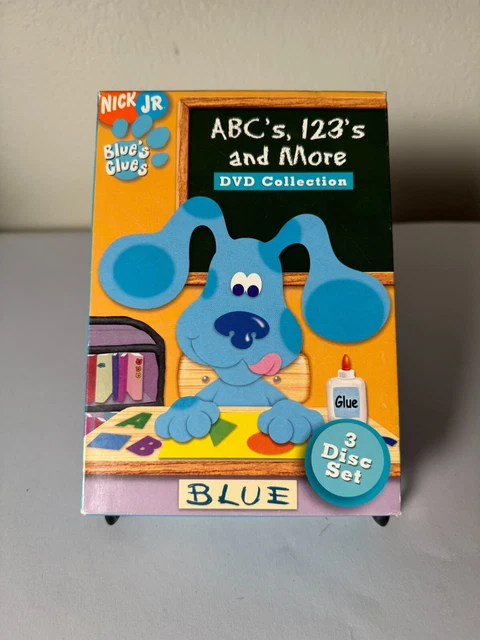 NICK JR
Blue's
Clues
ABC's, 123's
and More
DVD Collection
Glue
A
B
3
Disc
Set
BLUE